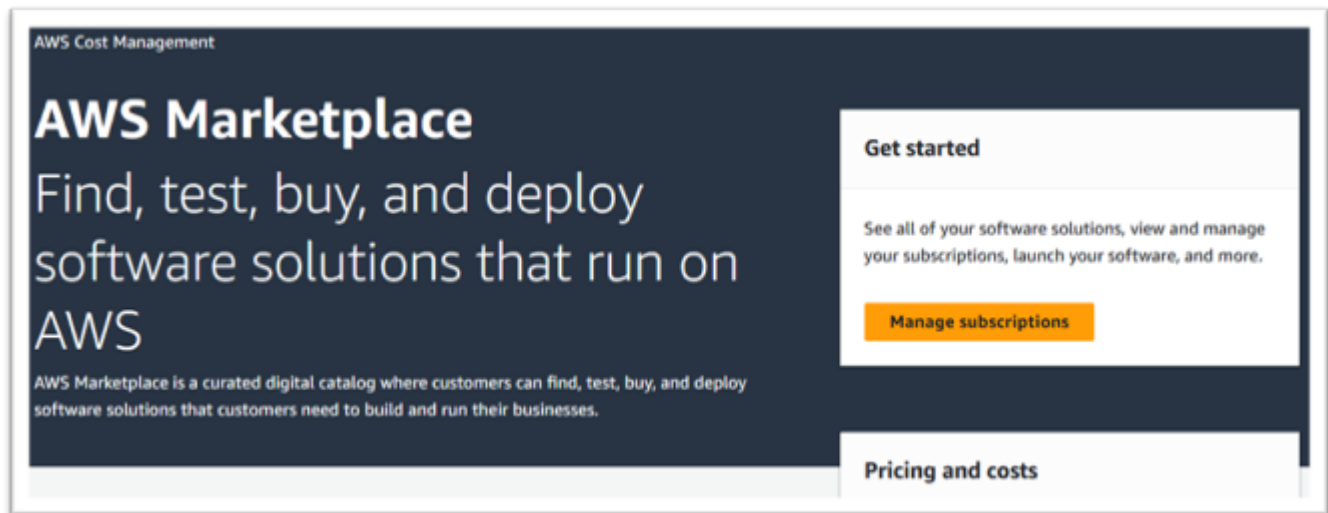 AWS Cost Management
AWS Marketplace
Find, test, buy, and deploy
software solutions that run on
AWS
AWS Marketplace is a curated digital catalog where customers can find, test, buy, and deploy
software solutions that customers need to build and run their businesses.
Get started
See all of your software solutions, view and manage
your subscriptions, launch your software, and more.
Manage subscriptions
Pricing and costs